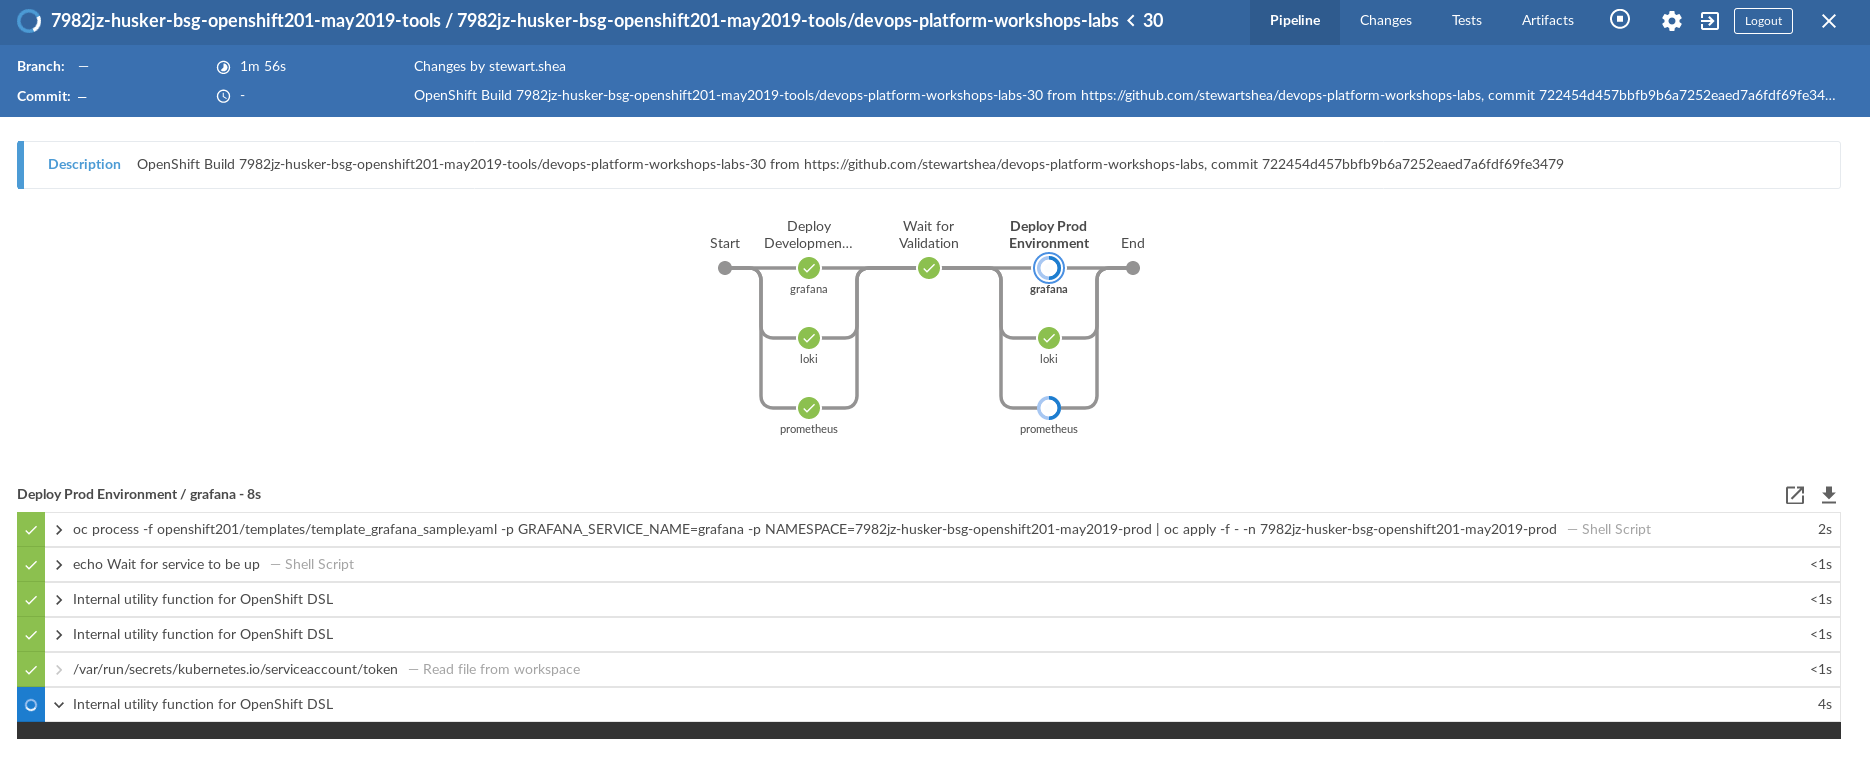 7982jz-husker-bsg-openshift201-may2019-tools / 7982jz-husker-bsg-openshift201-may2019-tools/devops-platform-workshops-labs < 30
Pipeline Changes Tests Artifacts Logout
Branch: —
1m 56s
Changes by stewart.shea
Commit: —
-
OpenShift Build 7982jz-husker-bsg-openshift201-may2019-tools/devops-platform-workshops-labs-30 from https://github.com/stewartshea/devops-platform-workshops-labs, commit 722454d457bbfb9b6a7252eaed7a6fdf69fe34...
Description OpenShift Build 7982jz-husker-bsg-openshift201-may2019-tools/devops-platform-workshops-labs-30 from https://github.com/stewartshea/devops-platform-workshops-labs, commit 722454d457bbfb9b6a7252eaed7a6fdf69fe3479
Start
Deploy
Developmen...
Wait for
Validation
Deploy Prod
Environment
End
grafana
grafana
loki
loki
prometheus
prometheus
Deploy Prod Environment / grafana - 8s
oc process -f openshift201/templates/template_grafana_sample.yaml -p GRAFANA_SERVICE_NAME=grafana -p NAMESPACE=7982jz-husker-bsg-openshift201-may2019-prod | oc apply -f - -n 7982jz-husker-bsg-openshift201-may2019-prod — Shell Script 2s
echo Wait for service to be up — Shell Script <1s
Internal utility function for OpenShift DSL <1s
Internal utility function for OpenShift DSL <1s
/var/run/secrets/kubernetes.io/serviceaccount/token — Read file from workspace <1s
Internal utility function for OpenShift DSL 4s